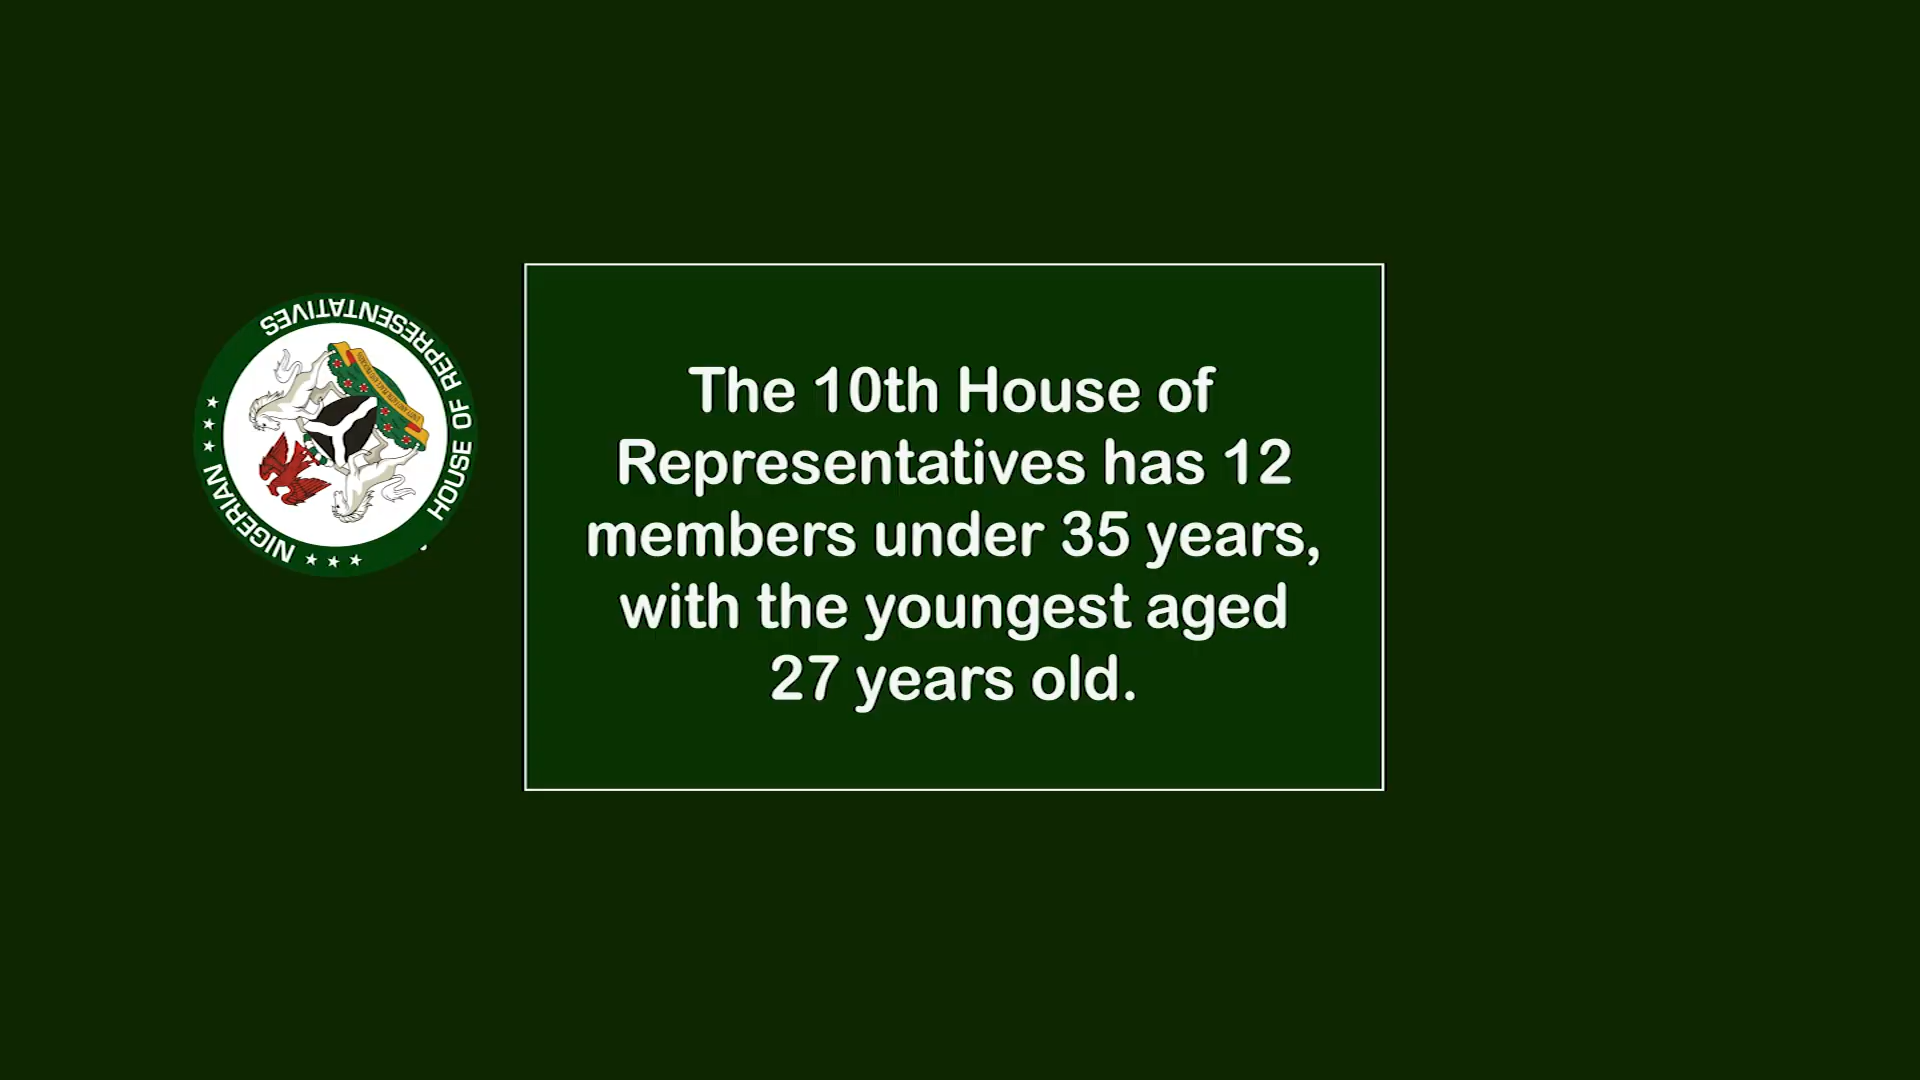 NIGERIAN
HOUSE OF REPRESENTATIVES
The 10th House of
Representatives has 12
members under 35 years,
with the youngest aged
27 years old.